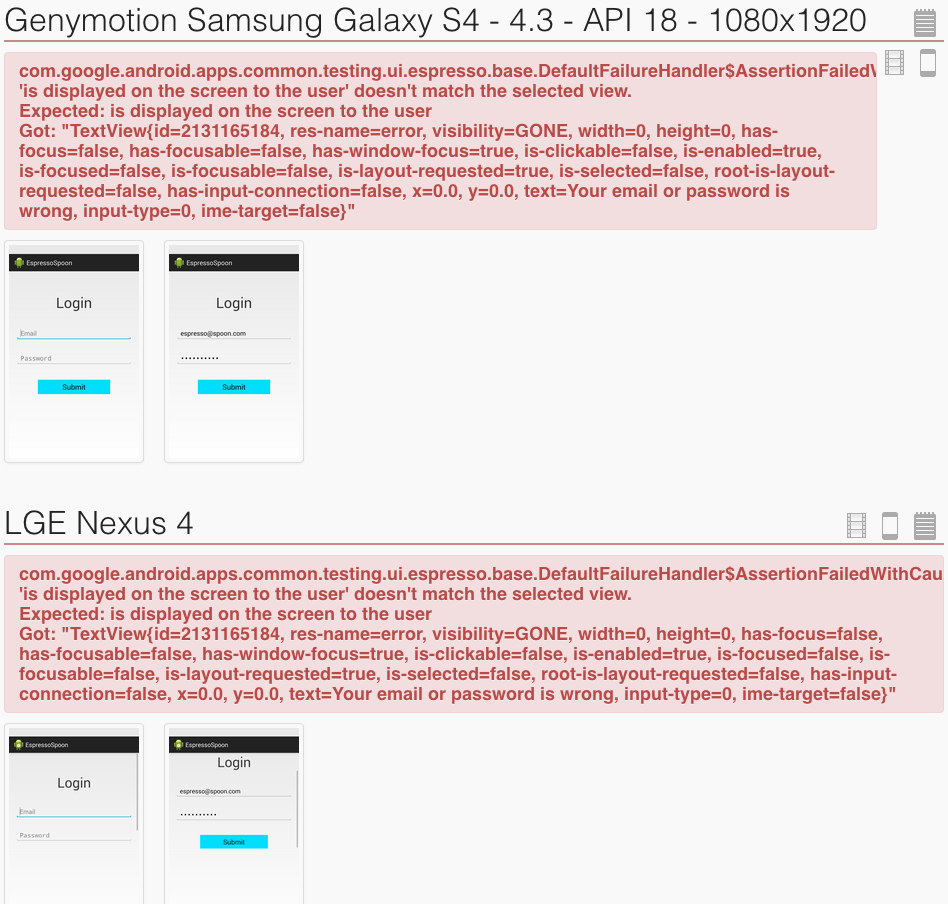 Genymotion Samsung Galaxy S4 - 4.3 - API 18 - 1080x1920
com.google.android.apps.common.testing.ui.espresso.base.DefaultFailureHandler$AssertionFailedW
'is displayed on the screen to the user' doesn't match the selected view.
Expected: is displayed on the screen to the user
Got: "TextView{id=2131165184, res-name=error, visibility=GONE, width=0, height=0, has-
focus=false, has-focusable=false, has-window-focus=true, is-clickable=false, is-enabled=true,
is-focused=false, is-focusable=false, is-layout-requested=true, is-selected=false, root-is-layout-
requested=false, has-input-connection=false, x=0.0, y=0.0, text=Your email or password is
wrong, input-type=0, ime-target=false}"
EspressoSpoon
Login
Email
Password
Submit
EspressoSpoon
Login
espresso@spoon.com
••••••••••
Submit
LGE Nexus 4
com.google.android.apps.common.testing.ui.espresso.base.DefaultFailureHandler$AssertionFailedWithCau
'is displayed on the screen to the user' doesn't match the selected view.
Expected: is displayed on the screen to the user
Got: "TextView{id=2131165184, res-name=error, visibility=GONE, width=0, height=0, has-focus=false,
has-focusable=false, has-window-focus=true, is-clickable=false, is-enabled=true, is-focused=false, is-
focusable=false, is-layout-requested=true, is-selected=false, root-is-layout-requested=false, has-input-
connection=false, x=0.0, y=0.0, text=Your email or password is wrong, input-type=0, ime-target=false}"
EspressoSpoon
Login
Email
Password
EspressoSpoon
Login
espresso@spoon.com
••••••••••
Submit